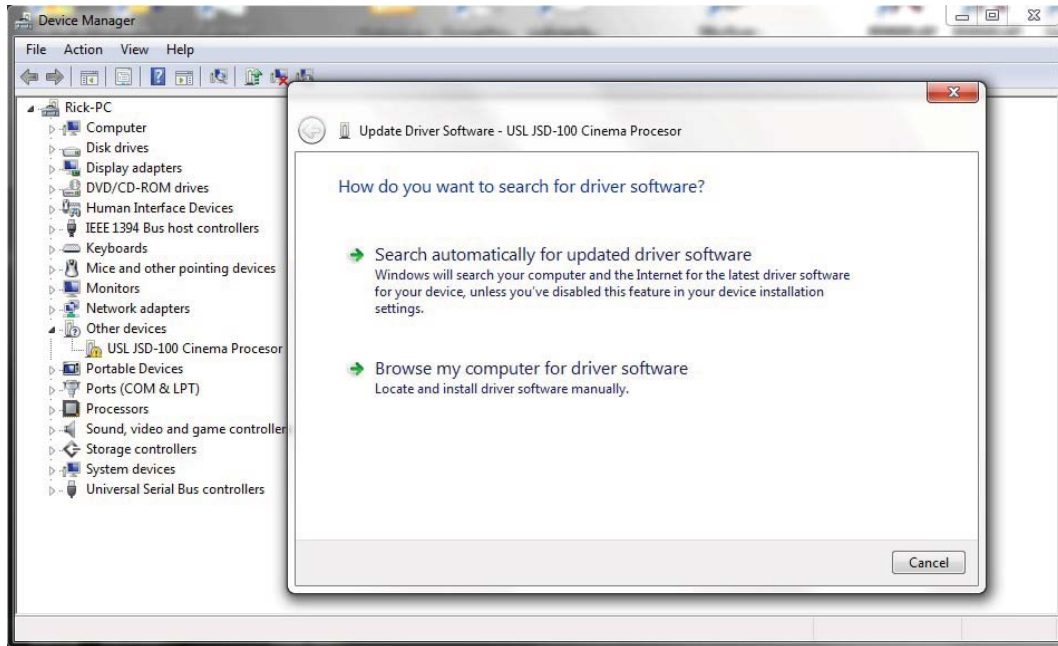 Device Manager
File Action View Help
Rick-PC
Computer
Disk drives
Display adapters
DVD/CD-ROM drives
Human Interface Devices
IEEE 1394 Bus host controllers
Keyboards
Mice and other pointing devices
Monitors
Network adapters
Other devices
USL JSD-100 Cinema Procesor
Portable Devices
Ports (COM & LPT)
Processors
Sound, video and game controller
Storage controllers
System devices
Universal Serial Bus controllers
Update Driver Software - USL JSD-100 Cinema Procesor
How do you want to search for driver software?
Search automatically for updated driver software
Windows will search your computer and the Internet for the latest driver software
for your device, unless you've disabled this feature in your device installation
settings.
Browse my computer for driver software
Locate and install driver software manually.
Cancel